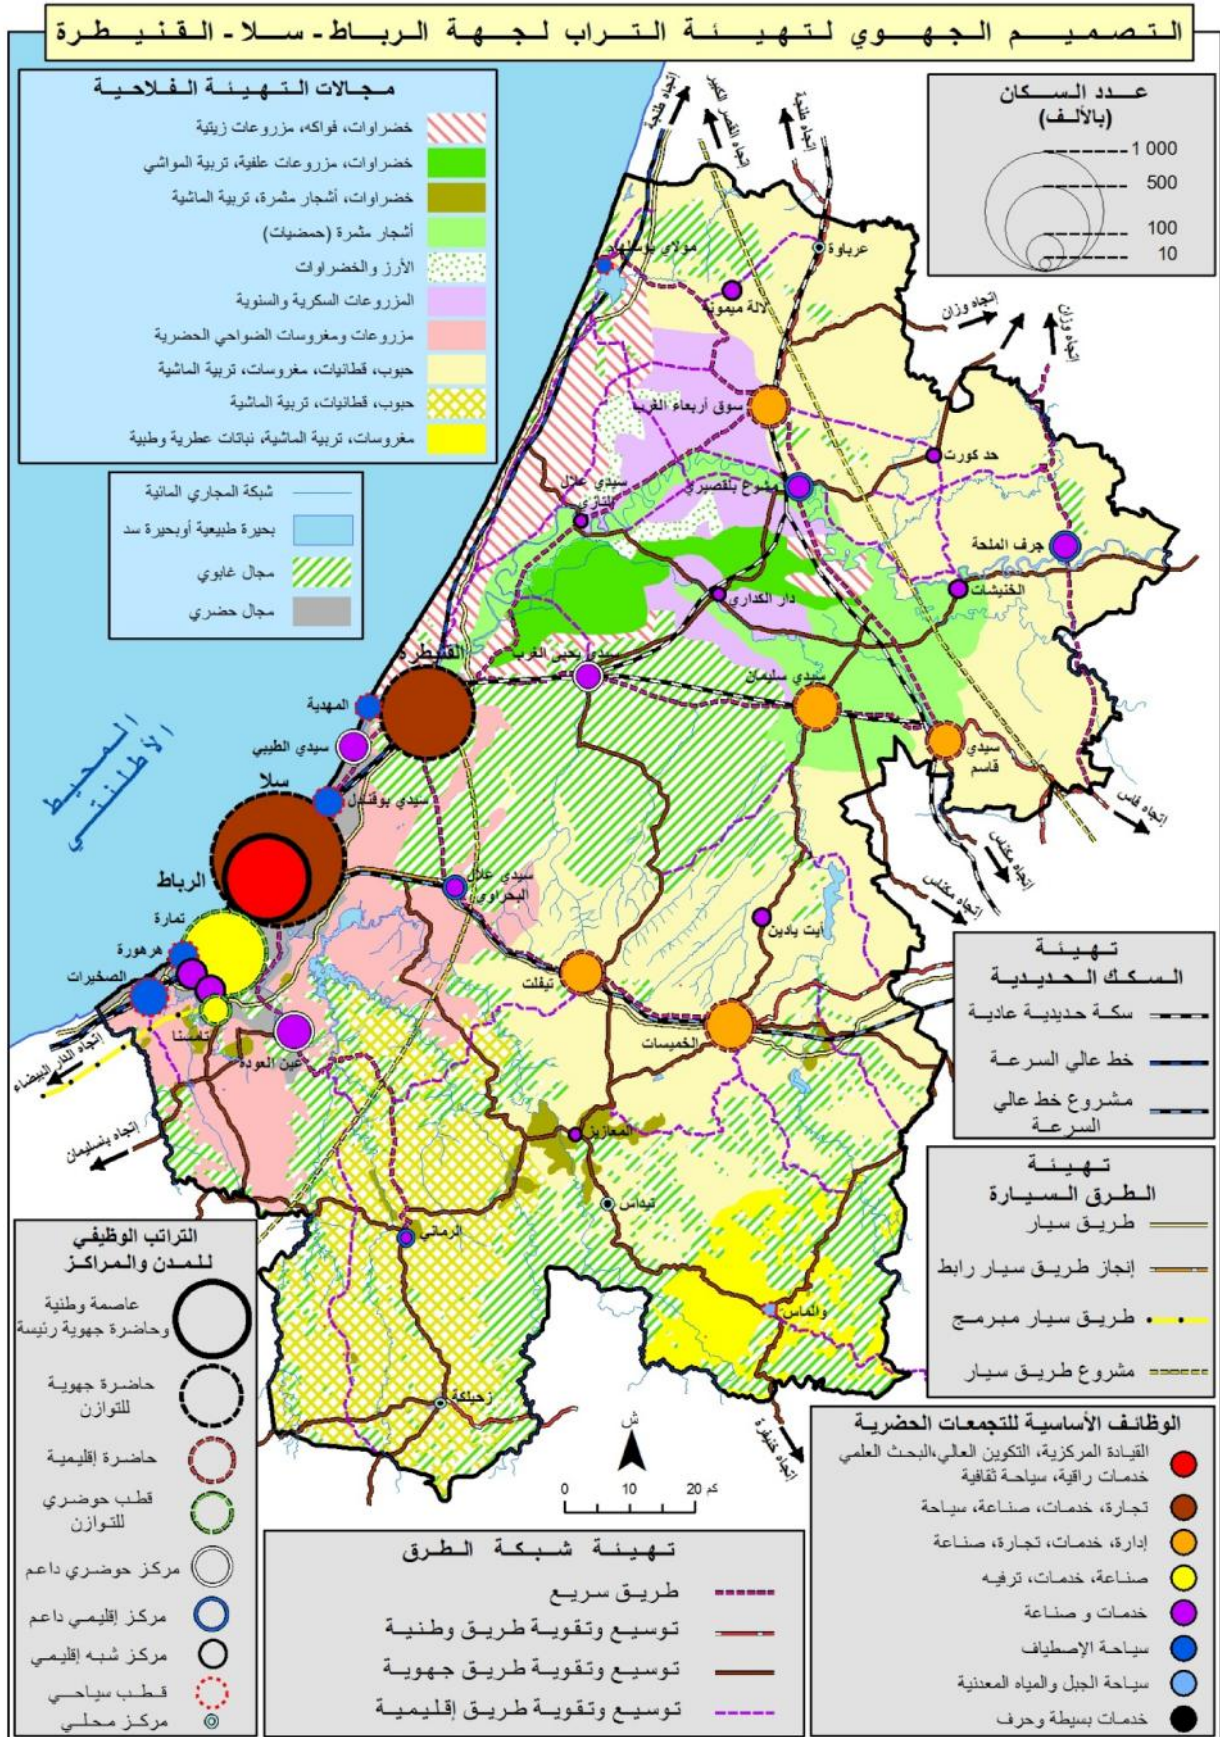 التصميم الجهوي لتهيئة التراب لجهة الرباط - سلا - القنيطرة
مجالات التهيئة الفلاحية
خضراوات، فواكه، مزروعات زيتية
خضراوات، مزروعات علفية، تربية المواشي
خضراوات، أشجار مثمرة، تربية الماشية
أشجار مثمرة (حمضيات)
الأرز والخضراوات
المزروعات السكرية والسنوية
مزروعات ومغروسات الضواحي الحضرية
حبوب، قطانيات، مغروسات، تربية الماشية
حبوب، قطانيات، تربية الماشية
مغروسات، تربية الماشية، نباتات عطرية وطبية
شبكة المجاري المائية
بحيرة طبيعية أوبحيرة سد
مجال غابوي
مجال حضري
عدد السكان
(بالألف)
1 000
500
100
10
إتجاه طنجة
إتجاه القصر الكبير
إتجاه طنجة
إتجاه وزان
إتجاه وزان
مولاي بوسلهام
عرباوة
لالة ميمونة
سوق أربعاء الغرب
حد كورت
سيدي علال
التازي
مشرع بلقصيري
جرف الملحة
الخنيشات
دار الكداري
القنيطرة
سيدي يحيى الغرب
سيدي سليمان
سيدي
قاسم
المهدية
سيدي الطيبي
سلا
سيدي بوقنادل
المحيط
الأطلنتي
الرباط
سيدي علال
البحراوي
تمارة
هرهورة
الصخيرات
تامسنا
عين العودة
تيفلت
أيت يادين
الخميسات
المعازيز
تيداس
الرماني
والماس
زحيلكة
إتجاه فاس
إتجاه مكناس
إتجاه مكناس
إتجاه الدار البيضاء
إتجاه بنسليمان
إتجاه خنيفرة
تهيئة
السكك الحديدية
سكة حديدية عادية
خط عالي السرعة
مشروع خط عالي
السرعة
تهيئة
الطرق السيارة
طريق سيار
إنجاز طريق سيار رابط
طريق سيار مبرمج
مشروع طريق سيار
التراتب الوظيفي
للمدن والمراكز
عاصمة وطنية
وحاضرة جهوية رئيسة
حاضرة جهوية
للتوازن
حاضرة إقليمية
قطب حوضري
للتوازن
مركز حوضري داعم
مركز إقليمي داعم
مركز شبه إقليمي
قطب سياحي
مركز محلي
ش
0 10 20 كم
تهيئة شبكة الطرق
طريق سريع
توسيع وتقوية طريق وطنية
توسيع وتقوية طريق جهوية
توسيع وتقوية طريق إقليمية
الوظائف الأساسية للتجمعات الحضرية
القيادة المركزية، التكوين العالي،البحث العلمي
خدمات راقية، سياحة ثقافية
تجارة، خدمات، صناعة، سياحة
إدارة، خدمات، تجارة، صناعة
صناعة، خدمات، ترفيه
خدمات و صناعة
سياحة الإصطياف
سياحة الجبل والمياه المعدنية
خدمات بسيطة وحرف